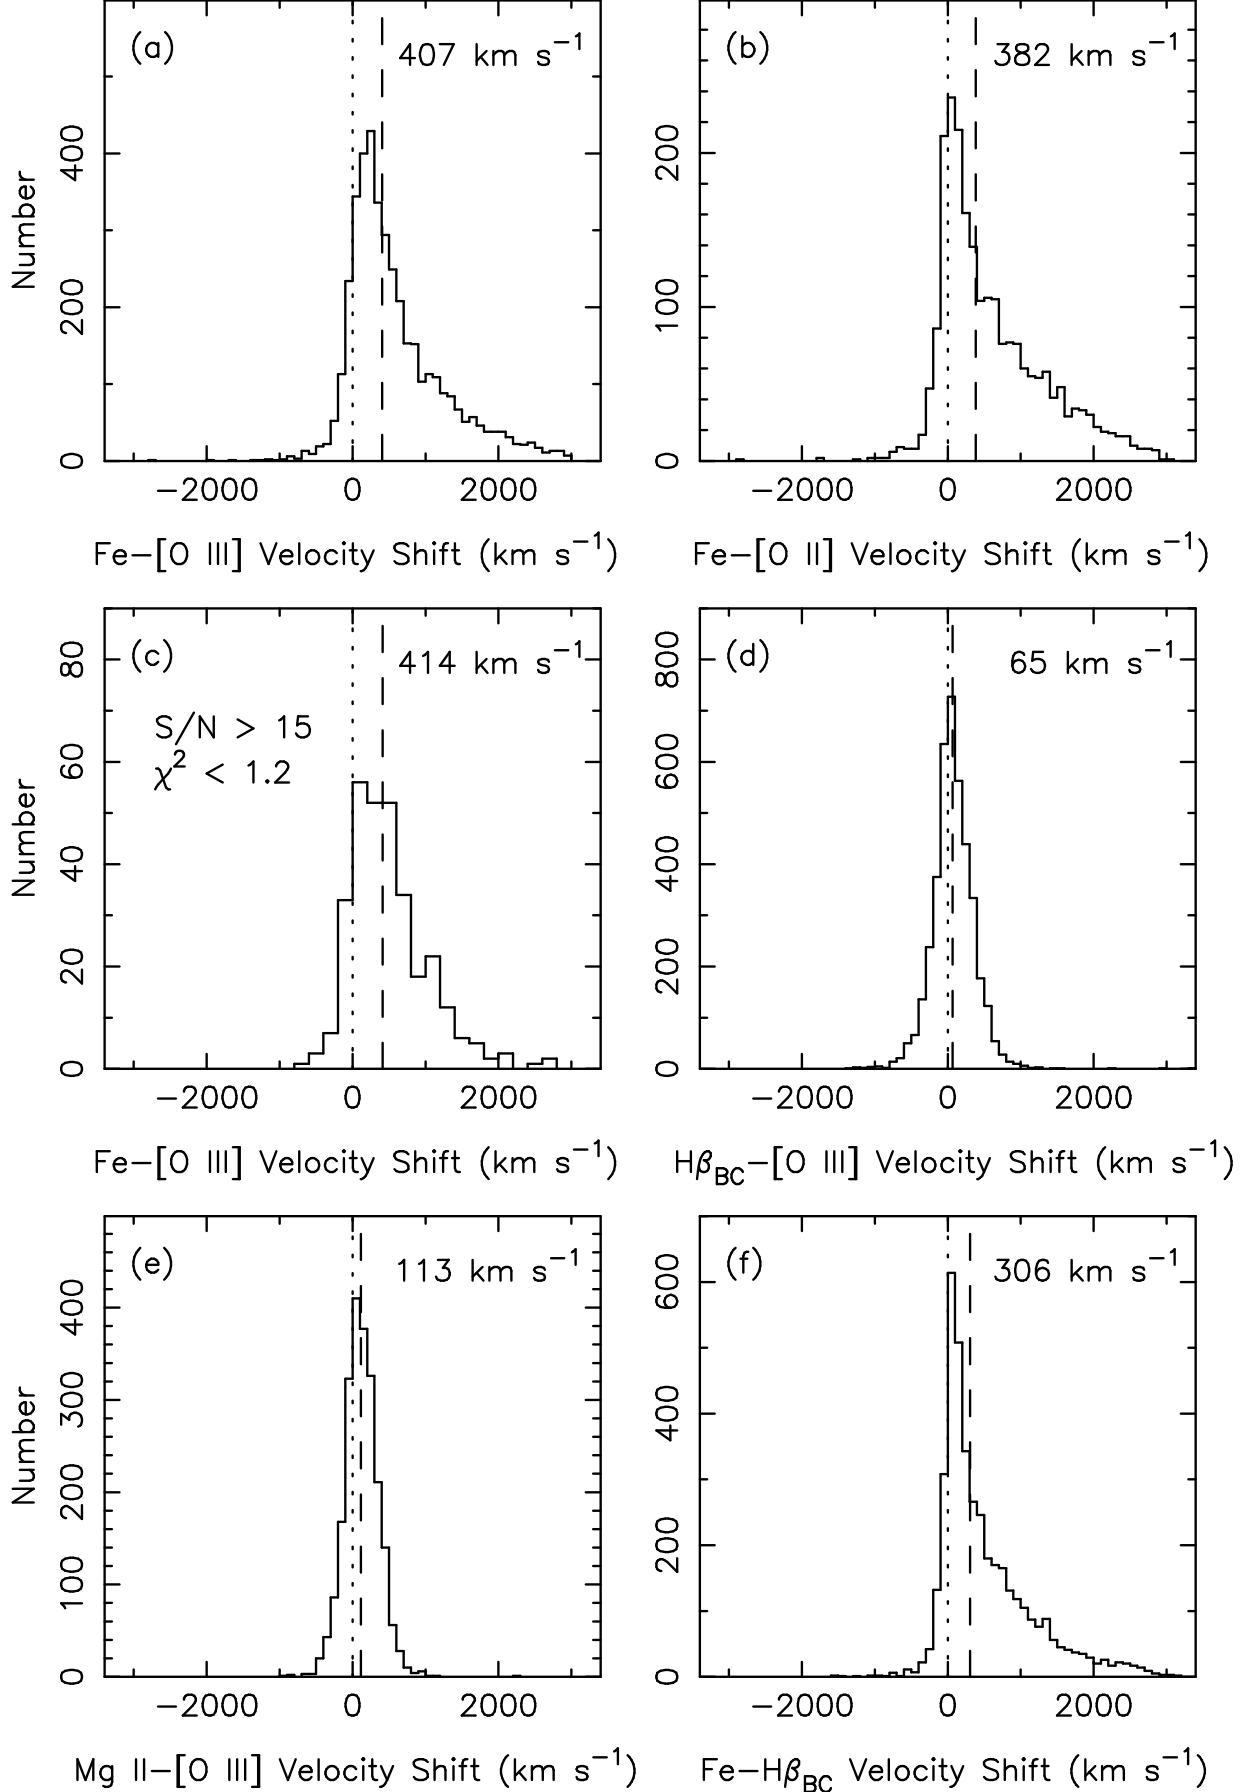 (a) 407 km s⁻¹
Number
0 200 400
−2000 0 2000
Fe−[O III] Velocity Shift (km s⁻¹)
(b) 382 km s⁻¹
0 100 200
−2000 0 2000
Fe−[O II] Velocity Shift (km s⁻¹)
(c) 414 km s⁻¹
S/N > 15
χ² < 1.2
Number
0 20 40 60 80
−2000 0 2000
Fe−[O III] Velocity Shift (km s⁻¹)
(d) 65 km s⁻¹
0 200 400 600 800
−2000 0 2000
Hβ_BC−[O III] Velocity Shift (km s⁻¹)
(e) 113 km s⁻¹
Number
0 100 200 300 400
−2000 0 2000
Mg II−[O III] Velocity Shift (km s⁻¹)
(f) 306 km s⁻¹
0 200 400 600
−2000 0 2000
Fe−Hβ_BC Velocity Shift (km s⁻¹)